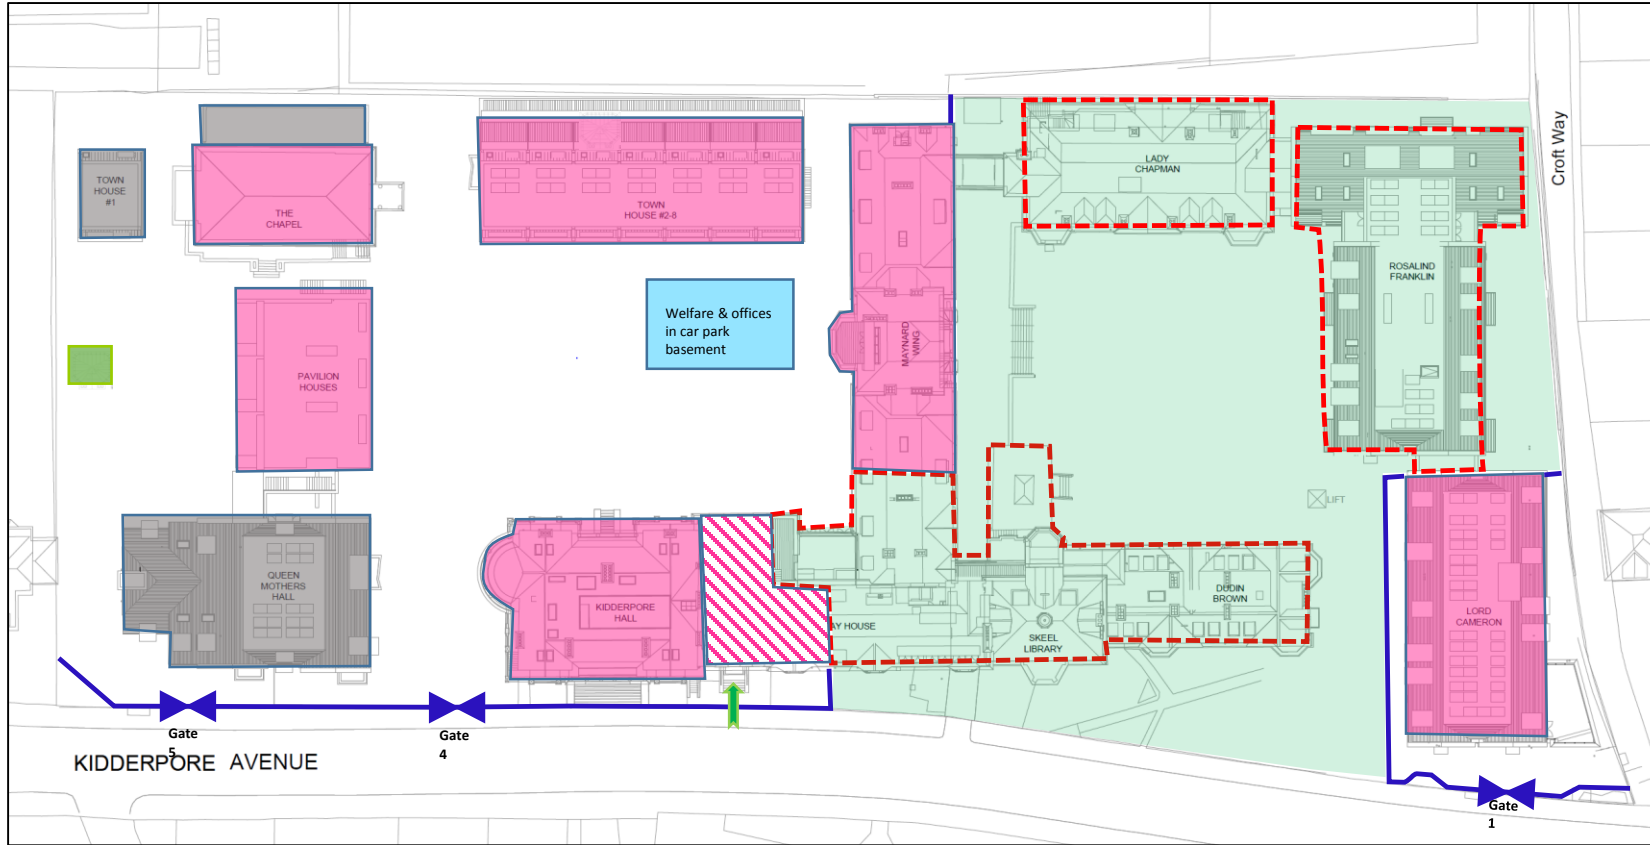 TOWN
HOUSE
#1
THE
CHAPEL
TOWN
HOUSE #2-8
LADY
CHAPMAN
Croft Way
ROSALIND
FRANKLIN
Welfare & offices
in car park
basement
MAYNARD
WING
PAVILION
HOUSES
LIFT
QUEEN
MOTHERS
HALL
KIDDERPORE
HALL
AY HOUSE
SKEEL
LIBRARY
DUDIN
BROWN
LORD
CAMERON
Gate
5
Gate
4
KIDDERPORE AVENUE
Gate
1